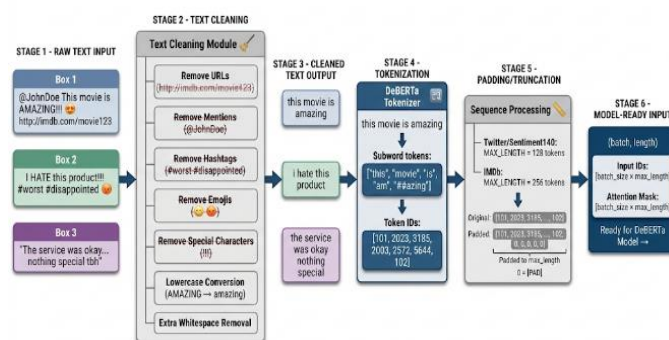 STAGE 1 - RAW TEXT INPUT
Box 1
@JohnDoe This movie is
AMAZING!!! 😍
http://imdb.com/movie123
Box 2
I HATE this product!!!
#worst #disappointed 😡
Box 3
"The service was okay...
nothing special tbh"
STAGE 2 - TEXT CLEANING
Text Cleaning Module
Remove URLs
(http://imdb.com/movie123)
Remove Mentions
(@JohnDoe)
Remove Hashtags
(#worst #disappointed)
Remove Emojis
(😍😡)
Remove Special Characters
(!!!)
Lowercase Conversion
(AMAZING → amazing)
Extra Whitespace Removal
STAGE 3 - CLEANED
TEXT OUTPUT
this movie is
amazing
i hate this
product
the service
was okay
nothing
special
STAGE 4 -
TOKENIZATION
DeBERTa
Tokenizer
this movie is amazing
Subword tokens:
["this", "movie", "is",
"am", "##azing"]
Token IDs:
[101, 2023, 3185,
2003, 2572, 5644,
102]
STAGE 5 -
PADDING/TRUNCATION
Sequence Processing
Twitter/Sentiment140:
MAX_LENGTH = 128 tokens
IMDb:
MAX_LENGTH = 256 tokens
Original: [101, 2023, 3185, ..., 102]
Padded: [101, 2023, 3185, ..., 102,
0, 0, 0, 0, 0]
Padded to max_length
0 = [PAD]
STAGE 6 -
MODEL-READY INPUT
(batch, length)
Input IDs:
[batch_size × max_length]
Attention Mask:
[batch_size × max_length]
Ready for DeBERTa
Model →